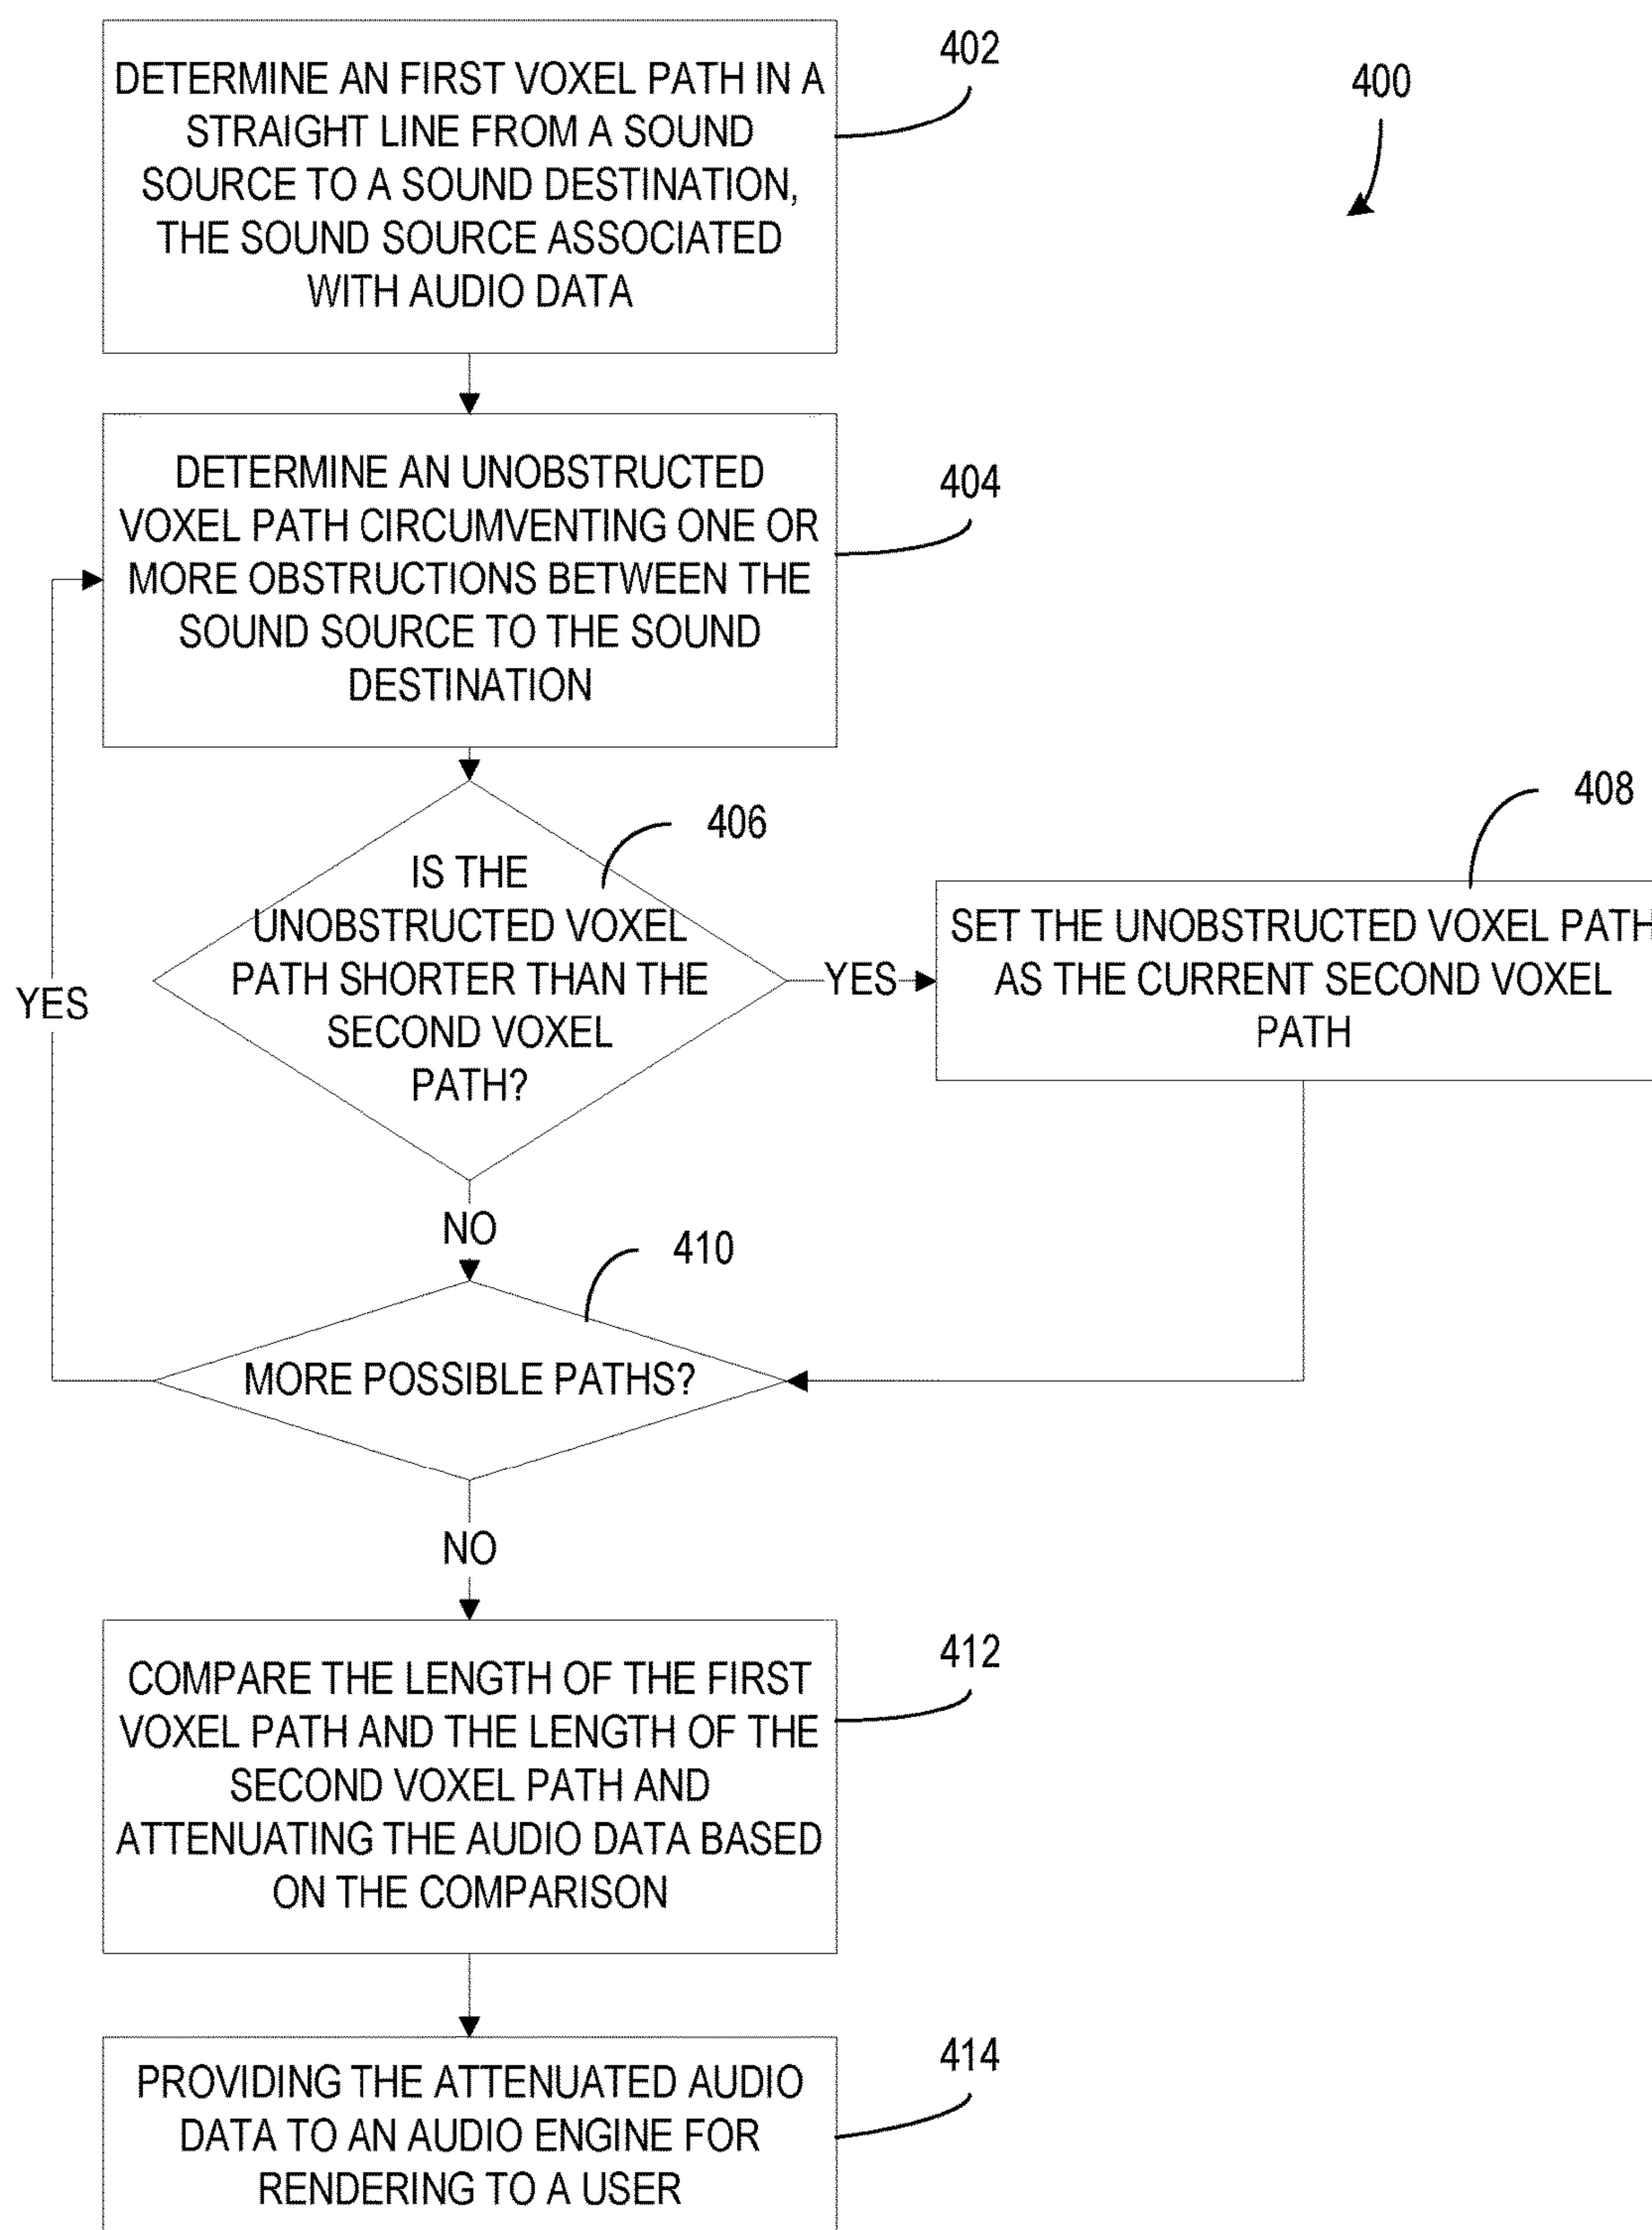 DETERMINE AN FIRST VOXEL PATH IN A
STRAIGHT LINE FROM A SOUND
SOURCE TO A SOUND DESTINATION,
THE SOUND SOURCE ASSOCIATED
WITH AUDIO DATA
402
400
DETERMINE AN UNOBSTRUCTED
VOXEL PATH CIRCUMVENTING ONE OR
MORE OBSTRUCTIONS BETWEEN THE
SOUND SOURCE TO THE SOUND
DESTINATION
404
IS THE
UNOBSTRUCTED VOXEL
PATH SHORTER THAN THE
SECOND VOXEL
PATH?
406
YES
SET THE UNOBSTRUCTED VOXEL PATH
AS THE CURRENT SECOND VOXEL
PATH
408
YES
NO
MORE POSSIBLE PATHS?
410
NO
COMPARE THE LENGTH OF THE FIRST
VOXEL PATH AND THE LENGTH OF THE
SECOND VOXEL PATH AND
ATTENUATING THE AUDIO DATA BASED
ON THE COMPARISON
412
PROVIDING THE ATTENUATED AUDIO
DATA TO AN AUDIO ENGINE FOR
RENDERING TO A USER
414